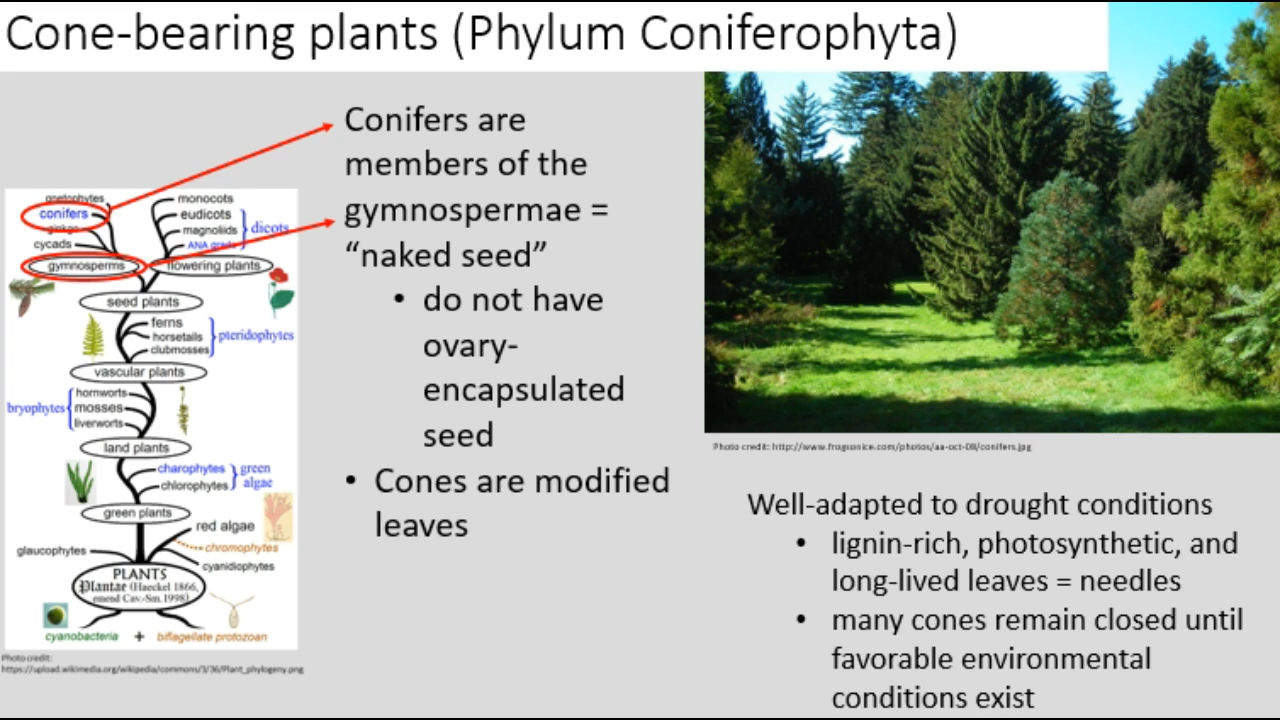 Cone-bearing plants (Phylum Coniferophyta)
Conifers are
members of the
gymnospermae =
“naked seed”
• do not have
ovary-
encapsulated
seed
• Cones are modified
leaves
gnetophytes
conifers
ginkgo
cycads
gymnosperms
monocots
eudicots
magnoliids
dicots
ANA grade
flowering plants
seed plants
ferns
horsetails
clubmosses
pteridophytes
vascular plants
hornworts
bryophytes
mosses
liverworts
land plants
charophytes
green
algae
chlorophytes
green plants
red algae
chromophytes
glaucophytes
cyanidiophytes
PLANTS
Plantae (Haeckel 1866,
emend Cav.-Sm. 1998)
cyanobacteria + biflagellate protozoan
Photo credit:
https://upload.wikimedia.org/wikipedia/commons/3/36/Plant_phylogeny.png
Photo credit: http://www.frogsonice.com/photos/aa-oct-08/conifers.jpg
Well-adapted to drought conditions
• lignin-rich, photosynthetic, and
long-lived leaves = needles
• many cones remain closed until
favorable environmental
conditions exist